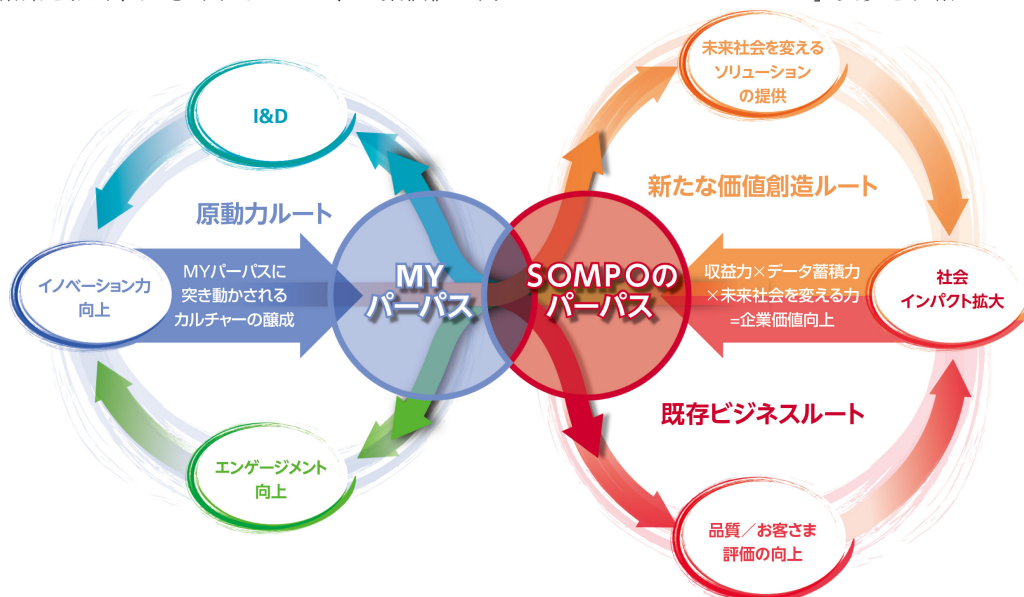 未来社会を変える
ソリューション
の提供
I&D
新たな価値創造ルート
原動力ルート
イノベーション力
向上
MYパーパスに
突き動かされる
カルチャーの醸成
MY
パーパス
SOMPOの
パーパス
収益力×データ蓄積力
×未来社会を変える力
=企業価値向上
社会
インパクト拡大
既存ビジネスルート
エンゲージメント
向上
品質／お客さま
評価の向上